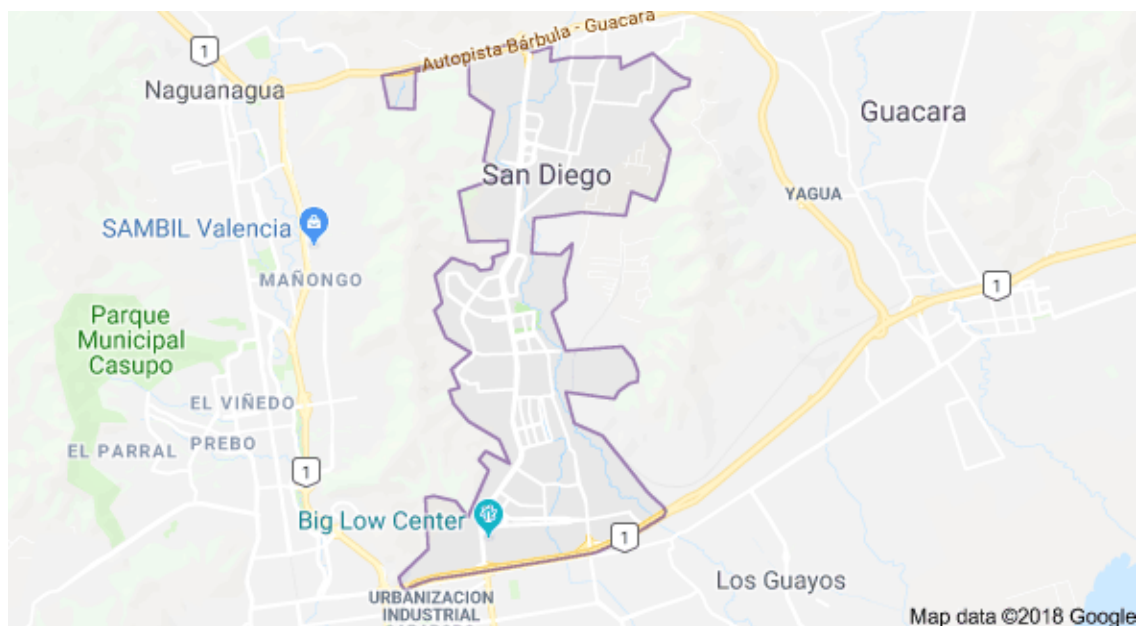 1
Autopista Bárbula - Guacara
Naguanagua
Guacara
San Diego
YAGUA
SAMBIL Valencia
MAÑONGO
1
Parque
Municipal
Casupo
EL VIÑEDO
EL PARRAL
PREBO
1
Big Low Center
1
Los Guayos
URBANIZACION
INDUSTRIAL
Map data ©2018 Google